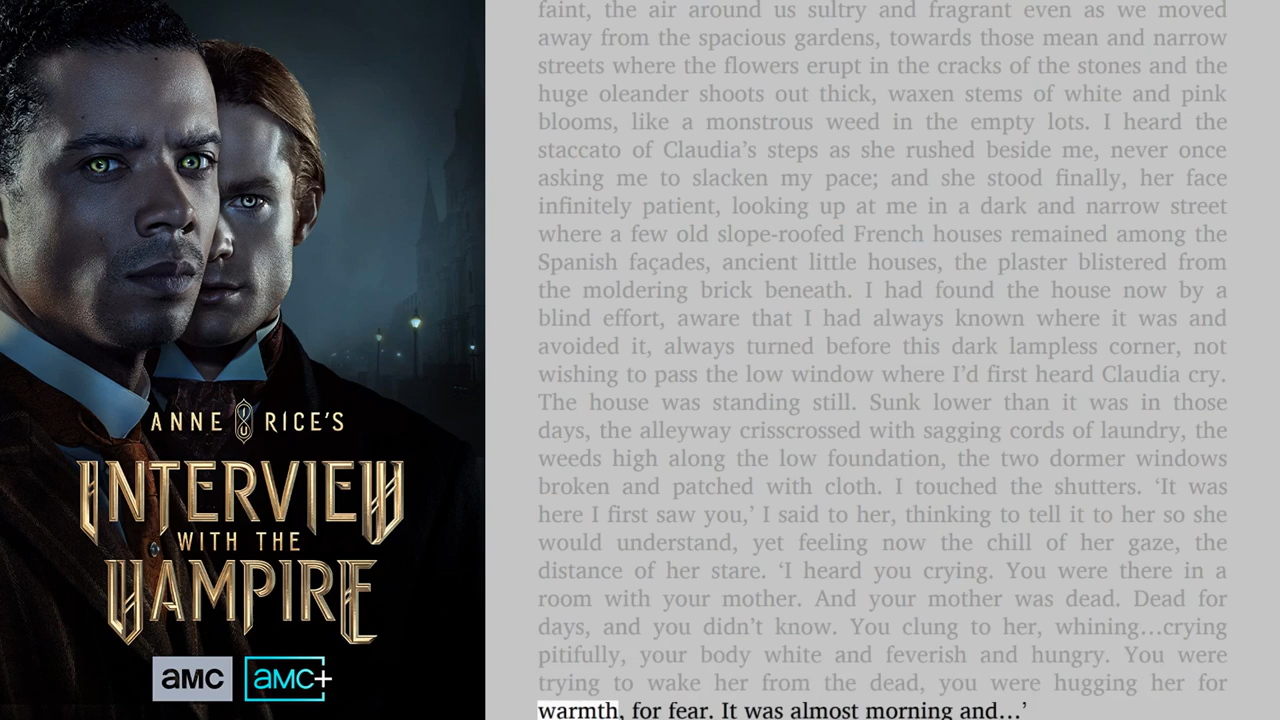 ANNE RICE'S
INTERVIEW
WITH THE
VAMPIRE
aMC
aMC+
faint, the air around us sultry and fragrant even as we moved
away from the spacious gardens, towards those mean and narrow
streets where the flowers erupt in the cracks of the stones and the
huge oleander shoots out thick, waxen stems of white and pink
blooms, like a monstrous weed in the empty lots. I heard the
staccato of Claudia’s steps as she rushed beside me, never once
asking me to slacken my pace; and she stood finally, her face
infinitely patient, looking up at me in a dark and narrow street
where a few old slope-roofed French houses remained among the
Spanish façades, ancient little houses, the plaster blistered from
the moldering brick beneath. I had found the house now by a
blind effort, aware that I had always known where it was and
avoided it, always turned before this dark lampless corner, not
wishing to pass the low window where I’d first heard Claudia cry.
The house was standing still. Sunk lower than it was in those
days, the alleyway crisscrossed with sagging cords of laundry, the
weeds high along the low foundation, the two dormer windows
broken and patched with cloth. I touched the shutters. ‘It was
here I first saw you,’ I said to her, thinking to tell it to her so she
would understand, yet feeling now the chill of her gaze, the
distance of her stare. ‘I heard you crying. You were there in a
room with your mother. And your mother was dead. Dead for
days, and you didn’t know. You clung to her, whining…crying
pitifully, your body white and feverish and hungry. You were
trying to wake her from the dead, you were hugging her for
warmth, for fear. It was almost morning and…’